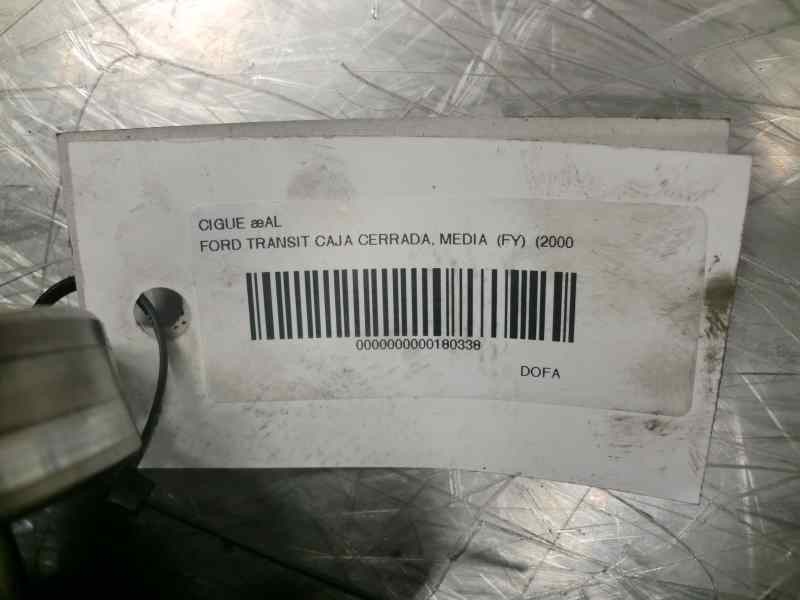 CIGUE æAL
FORD TRANSIT CAJA CERRADA, MEDIA (FY) (2000
0000000000180338
DOFA